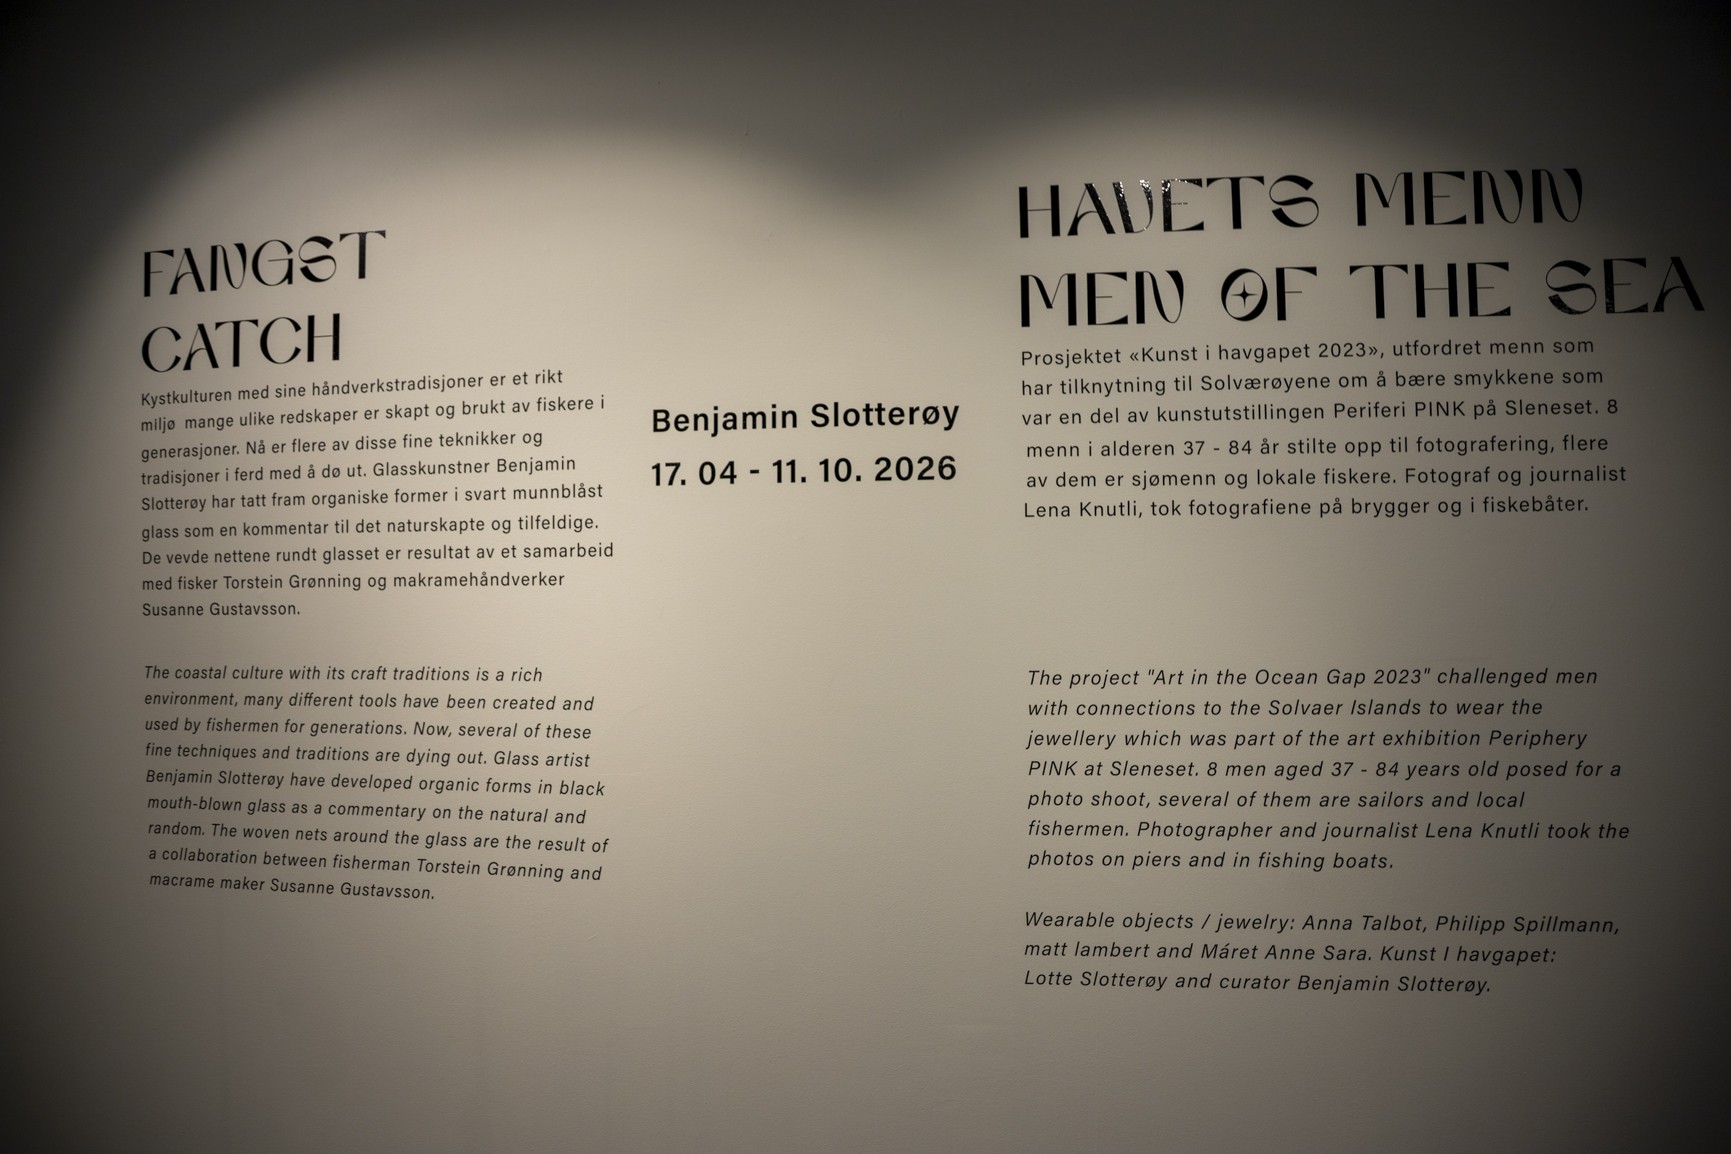 FANGST
CATCH
Kystkulturen med sine håndverkstradisjoner er et rikt
miljø mange ulike redskaper er skapt og brukt av fiskere i
generasjoner. Nå er flere av disse fine teknikker og
tradisjoner i ferd med å dø ut. Glasskunstner Benjamin
Slotterøy har tatt fram organiske former i svart munnblåst
glass som en kommentar til det naturskapte og tilfeldige.
De vevde nettene rundt glasset er resultat av et samarbeid
med fisker Torstein Grønning og makramehåndverker
Susanne Gustavsson.
The coastal culture with its craft traditions is a rich
environment, many different tools have been created and
used by fishermen for generations. Now, several of these
fine techniques and traditions are dying out. Glass artist
Benjamin Slotterøy have developed organic forms in black
mouth-blown glass as a commentary on the natural and
random. The woven nets around the glass are the result of
a collaboration between fisherman Torstein Grønning and
macrame maker Susanne Gustavsson.
Benjamin Slotterøy
17. 04 - 11. 10. 2026
HAVETS MENN
MEN OF THE SEA
Prosjektet «Kunst i havgapet 2023», utfordret menn som
har tilknytning til Solværøyene om å bære smykkene som
var en del av kunstutstillingen Periferi PINK på Sleneset. 8
menn i alderen 37 - 84 år stilte opp til fotografering, flere
av dem er sjømenn og lokale fiskere. Fotograf og journalist
Lena Knutli, tok fotografiene på brygger og i fiskebåter.
The project "Art in the Ocean Gap 2023" challenged men
with connections to the Solvaer Islands to wear the
jewellery which was part of the art exhibition Periphery
PINK at Sleneset. 8 men aged 37 - 84 years old posed for a
photo shoot, several of them are sailors and local
fishermen. Photographer and journalist Lena Knutli took the
photos on piers and in fishing boats.
Wearable objects / jewelry: Anna Talbot, Philipp Spillmann,
matt lambert and Máret Anne Sara. Kunst I havgapet:
Lotte Slotterøy and curator Benjamin Slotterøy.